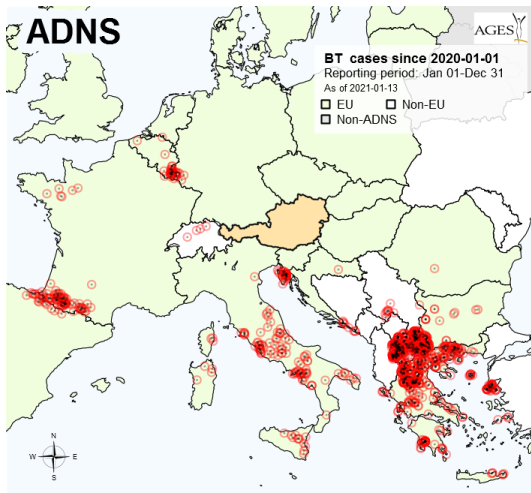 ADNS
AGES
BT cases since 2020-01-01
Reporting period: Jan 01-Dec 31
As of 2021-01-13
EU Non-EU
Non-ADNS
N
W E
S